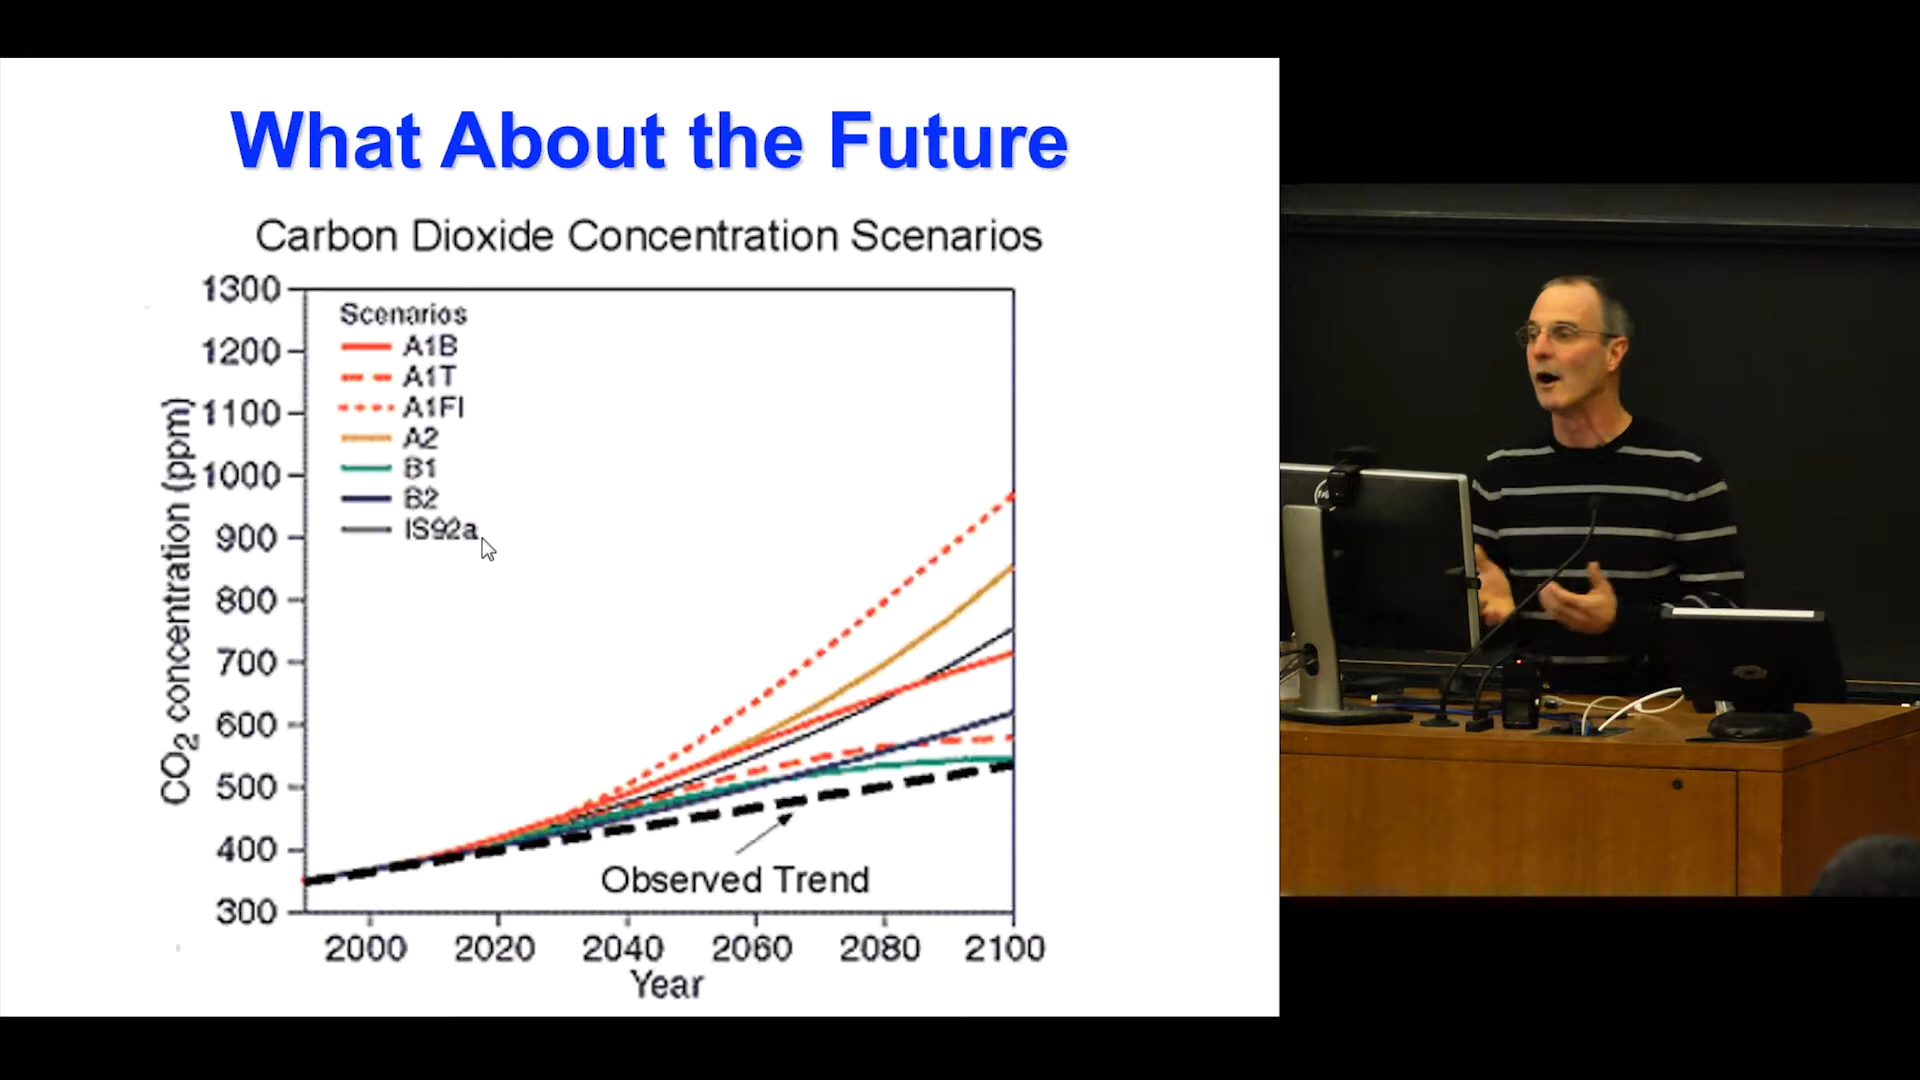 What About the Future
Carbon Dioxide Concentration Scenarios
1300
1200
1100
1000
900
800
700
600
500
400
300
CO2 concentration (ppm)
Scenarios
A1B
A1T
A1FI
A2
B1
B2
IS92a
Observed Trend
2000 2020 2040 2060 2080 2100
Year